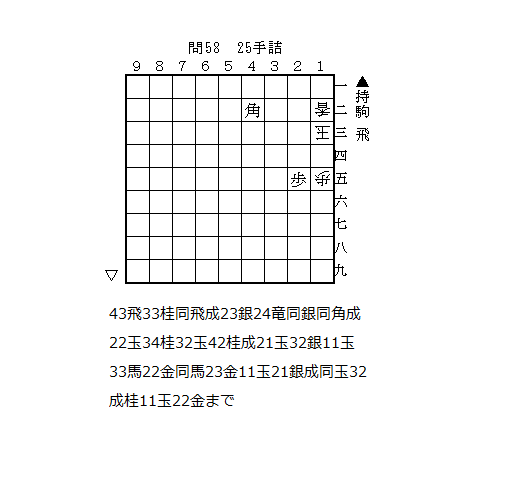 問58 25手詰
9 8 7 6 5 4 3 2 1
一
角 香 二
玉 三
四
歩 歩 五
六
七
八
九
▲持駒 飛
▽
43飛33桂同飛成23銀24竜同銀同角成
22玉34桂32玉42桂成21玉32銀11玉
33馬22金同馬23金11玉21銀成同玉32
成桂11玉22金まで